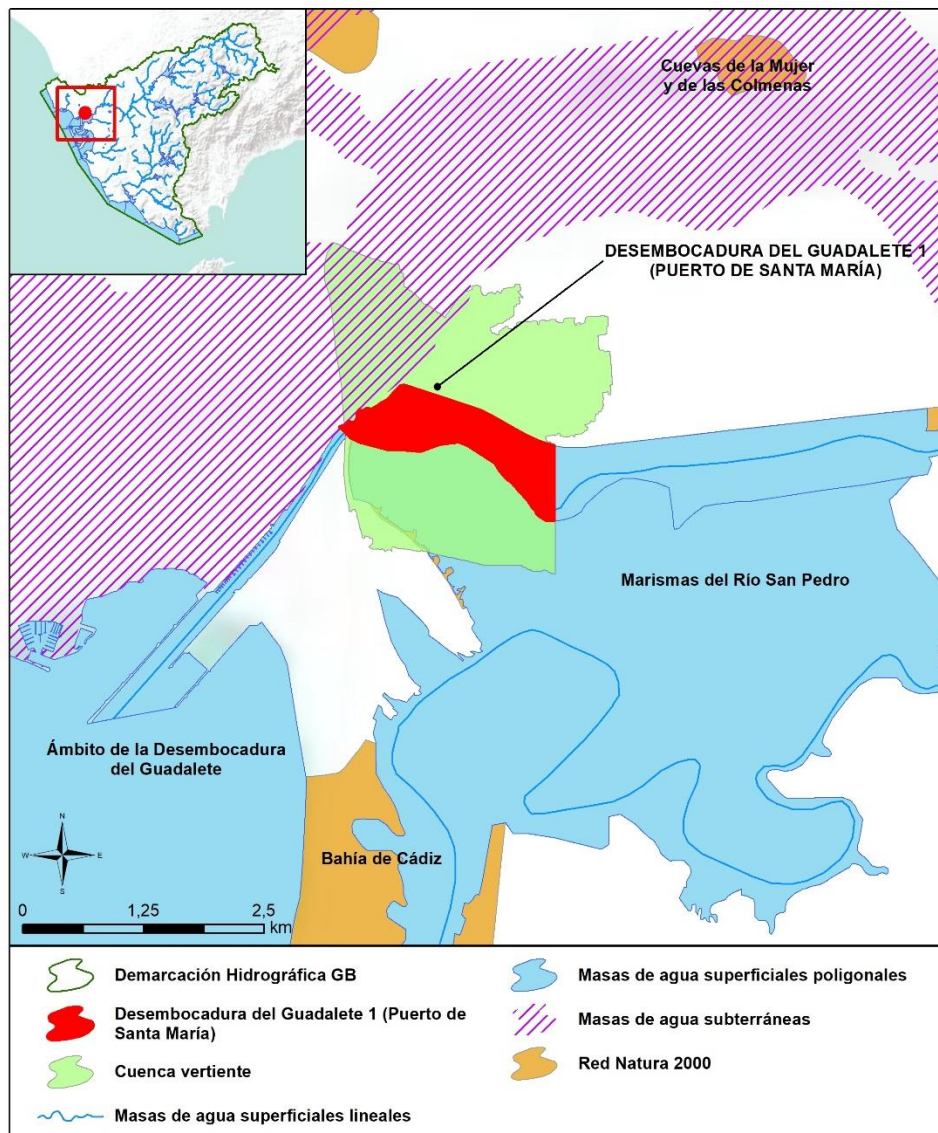 Cuevas de la Mujer
y de las Colmenas
DESEMBOCADURA DEL GUADALETE 1
(PUERTO DE SANTA MARÍA)
Marismas del Río San Pedro
Ámbito de la Desembocadura
del Guadalete
Bahía de Cádiz
N
W
E
S
0 1,25 2,5
km
Demarcación Hidrográfica GB
Desembocadura del Guadalete 1 (Puerto de
Santa María)
Cuenca vertiente
Masas de agua superficiales lineales
Masas de agua superficiales poligonales
Masas de agua subterráneas
Red Natura 2000